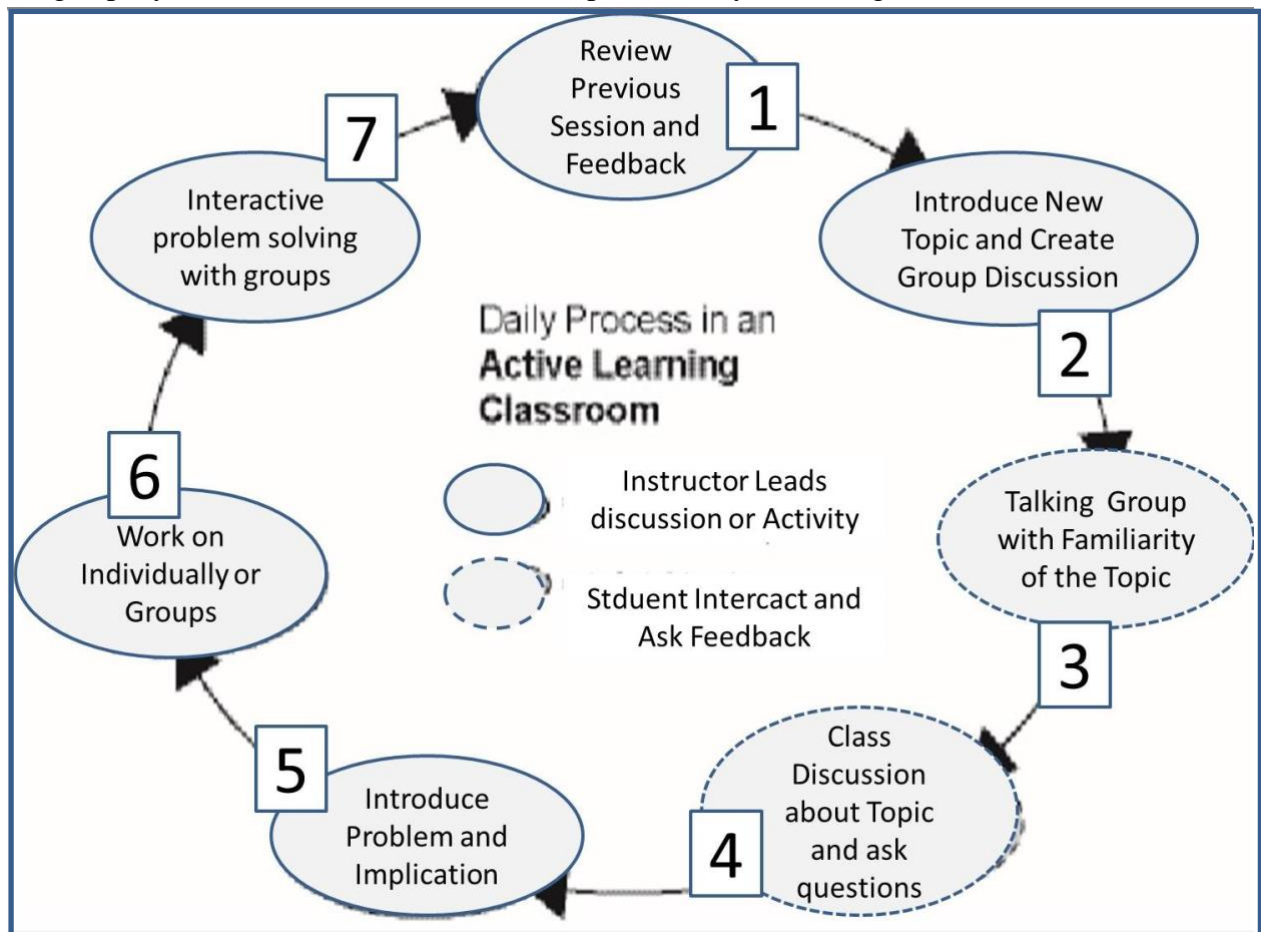 Review
Previous
Session and
Feedback
1
Introduce New
Topic and Create
Group Discussion
2
Talking Group
with Familiarity
of the Topic
3
Class
Discussion
about Topic
and ask
questions
4
Introduce
Problem and
Implication
5
Work on
Individually or
Groups
6
Interactive
problem solving
with groups
7
Daily Process in an
Active Learning
Classroom
Instructor Leads
discussion or Activity
Stduent Intercact and
Ask Feedback